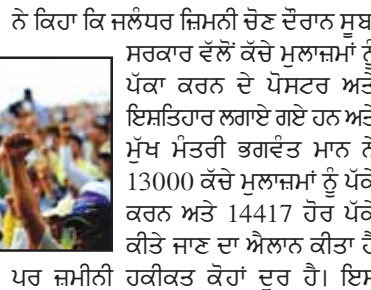 ਨੇ ਕਿਹਾ ਕਿ ਜਲੰਧਰ ਜ਼ਿਮਨੀ ਚੋਣ ਦੌਰਾਨ ਸੂਬਾ
ਸਰਕਾਰ ਵੱਲੋਂ ਕੱਚੇ ਮੁਲਾਜ਼ਮਾਂ ਨੂੰ
ਪੱਕਾ ਕਰਨ ਦੇ ਪੋਸਟਰ ਅਤੇ
ਇਸ਼ਤਿਹਾਰ ਲਗਾਏ ਗਏ ਹਨ ਅਤੇ
ਮੁੱਖ ਮੰਤਰੀ ਭਗਵੰਤ ਮਾਨ ਨੇ
13000 ਕੱਚੇ ਮੁਲਾਜ਼ਮਾਂ ਨੂੰ ਪੱਕੇ
ਕਰਨ ਅਤੇ 14417 ਹੋਰ ਪੱਕੇ
ਕੀਤੇ ਜਾਣ ਦਾ ਐਲਾਨ ਕੀਤਾ ਹੈ
ਪਰ ਜ਼ਮੀਨੀ ਹਕੀਕਤ ਕੋਹਾਂ ਦੂਰ ਹੈ। ਇਸ